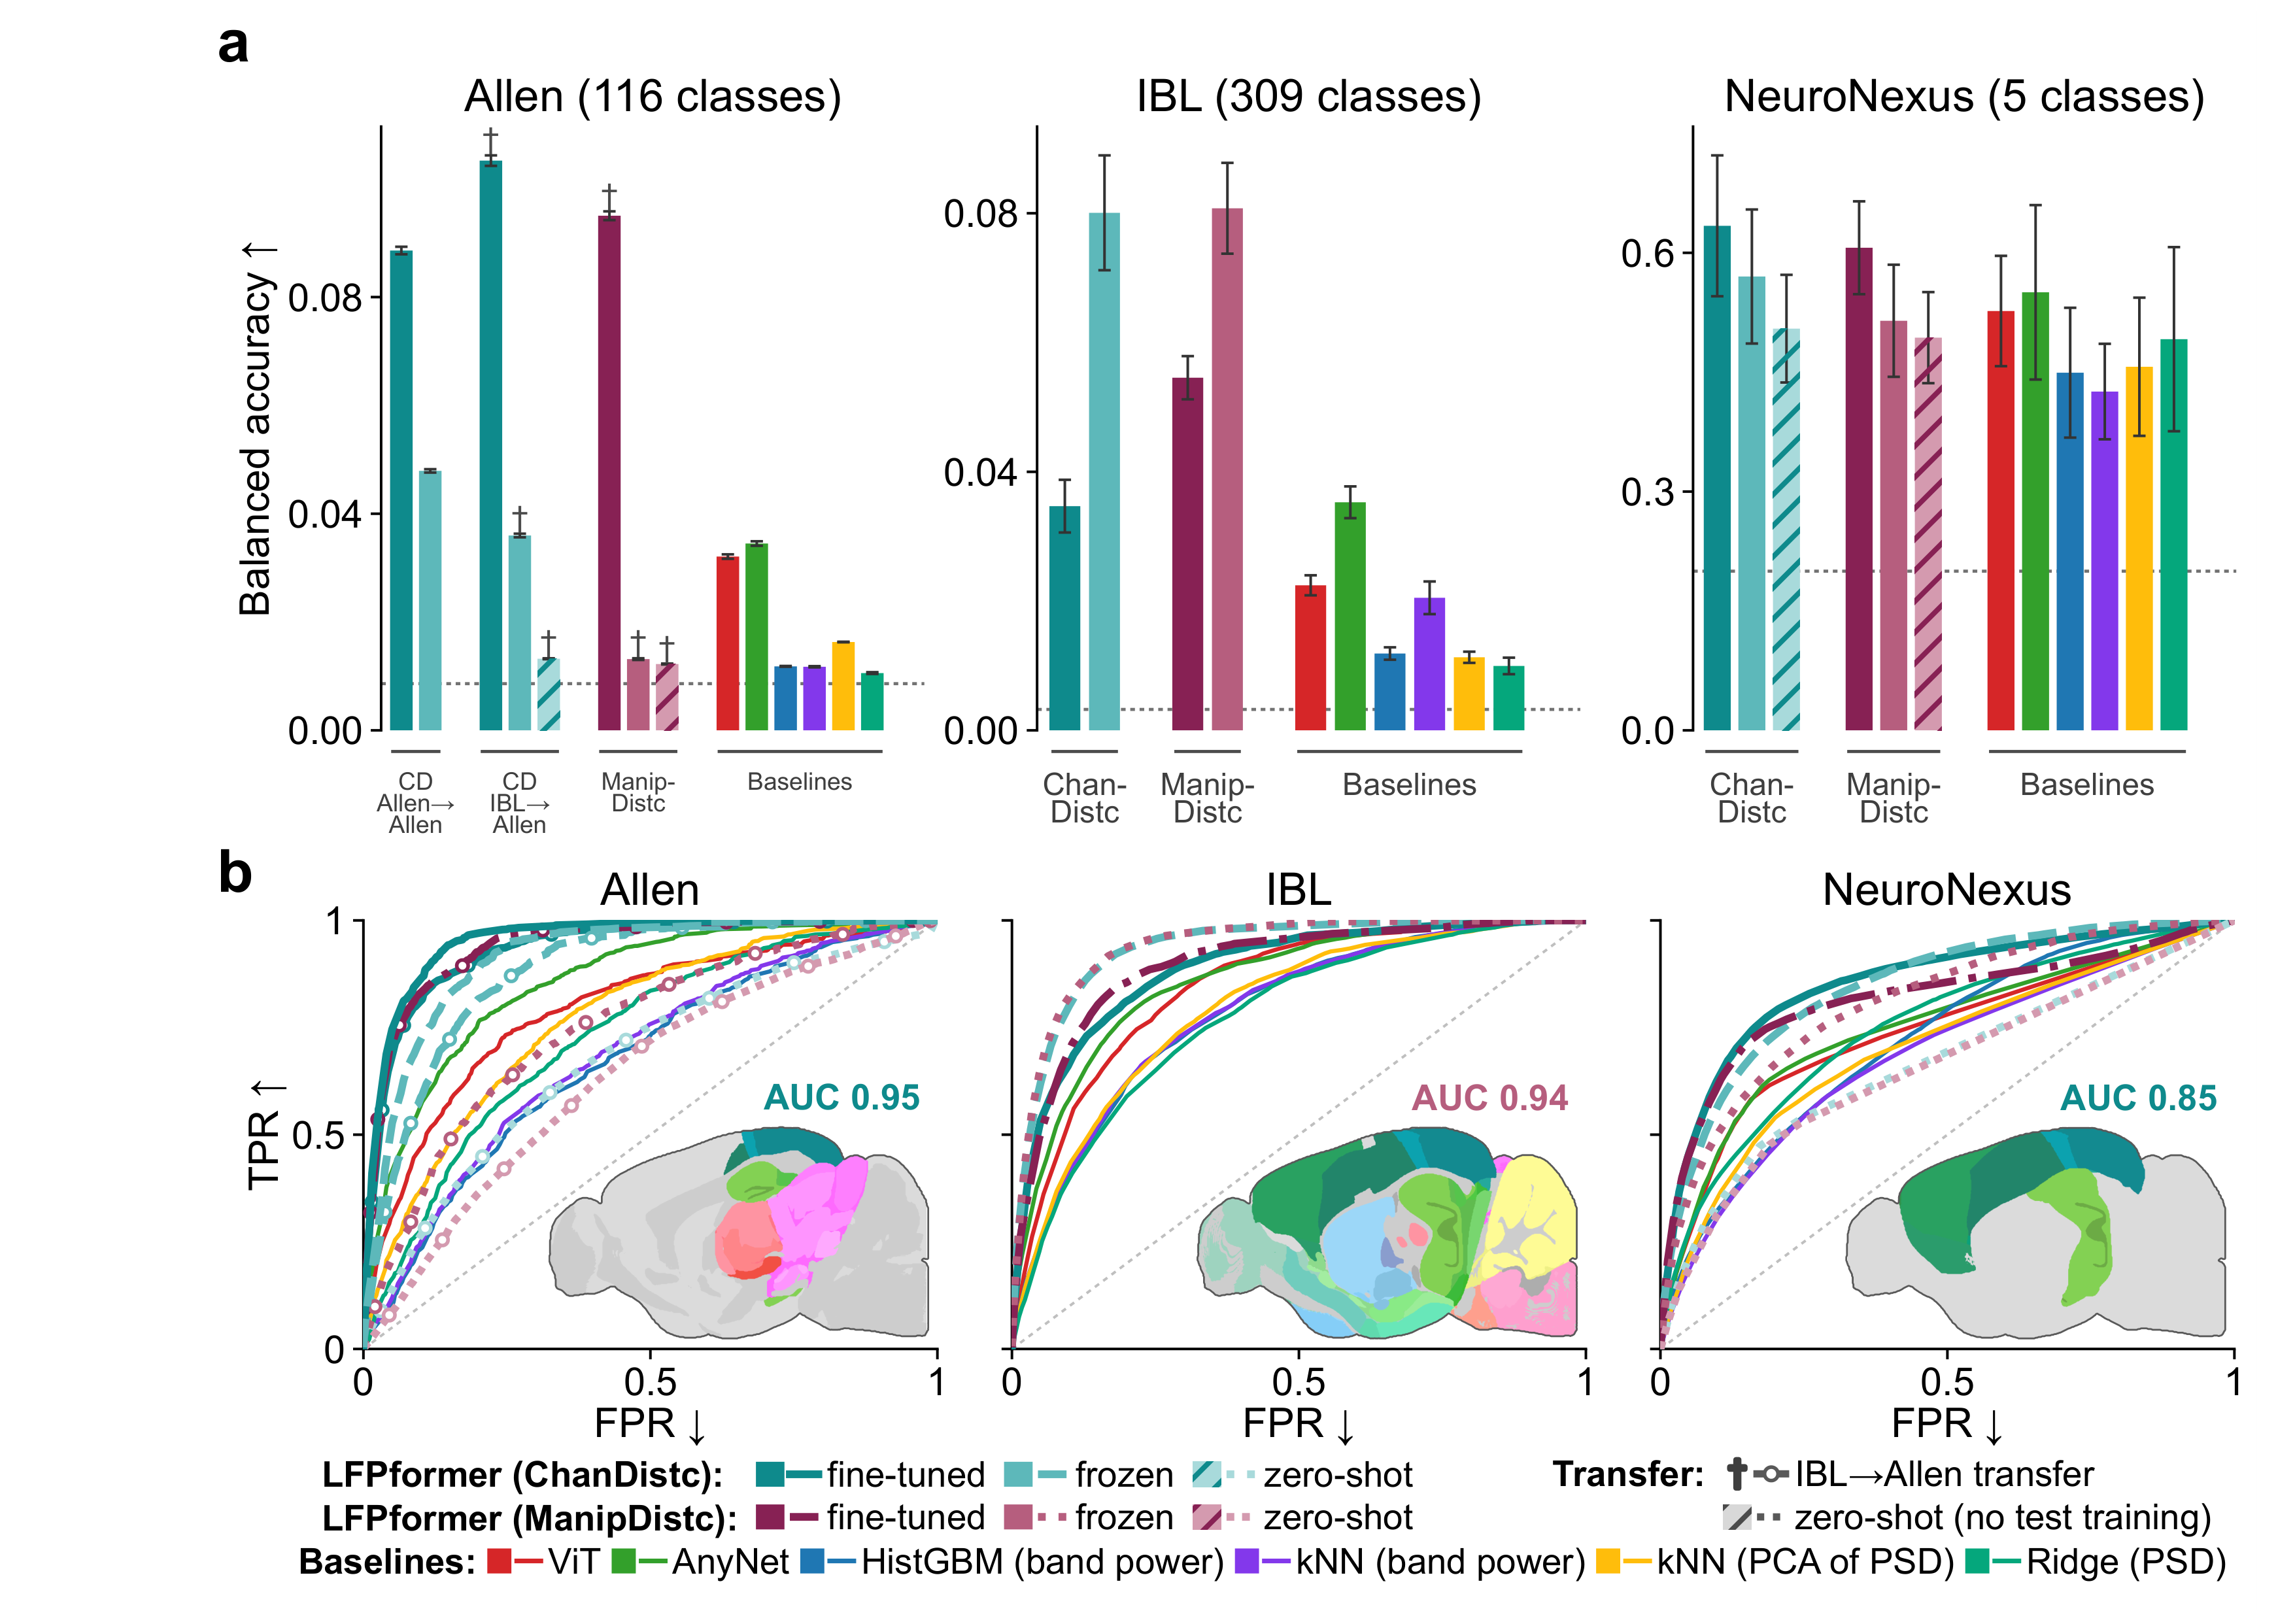 a
Allen (116 classes)
IBL (309 classes)
NeuroNexus (5 classes)
Balanced accuracy ↑
0.08
0.04
0.00
† † † † † †
CD
Allen→
Allen
CD
IBL→
Allen
Manip-
Distc
Baselines
0.08
0.04
0.00
Chan-
Distc
Manip-
Distc
Baselines
0.6
0.3
0.0
Chan-
Distc
Manip-
Distc
Baselines
b
Allen
IBL
NeuroNexus
TPR ↑
1
0.5
0
AUC 0.95
AUC 0.94
AUC 0.85
0 0.5 1
0 0.5 1
0 0.5 1
FPR ↓
FPR ↓
FPR ↓
LFPformer (ChanDistc): fine-tuned frozen zero-shot
Transfer: † IBL→Allen transfer
LFPformer (ManipDistc): fine-tuned frozen zero-shot
zero-shot (no test training)
Baselines: ViT AnyNet HistGBM (band power) kNN (band power) kNN (PCA of PSD) Ridge (PSD)